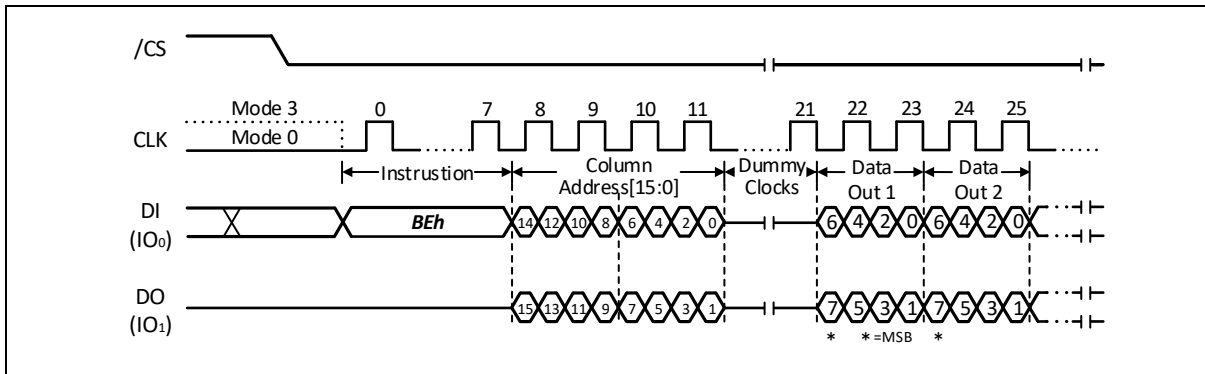 /CS
Mode 3 0 7 8 9 10 11 21 22 23 24 25
CLK Mode 0
Instrustion Column Address[15:0] Dummy Clocks Data Out 1 Data Out 2
DI (IO0) BEh 14 12 10 8 6 4 2 0 6 4 2 0 6 4 2 0
DO (IO1) 15 13 11 9 7 5 3 1 7 5 3 1 7 5 3 1
* * =MSB *